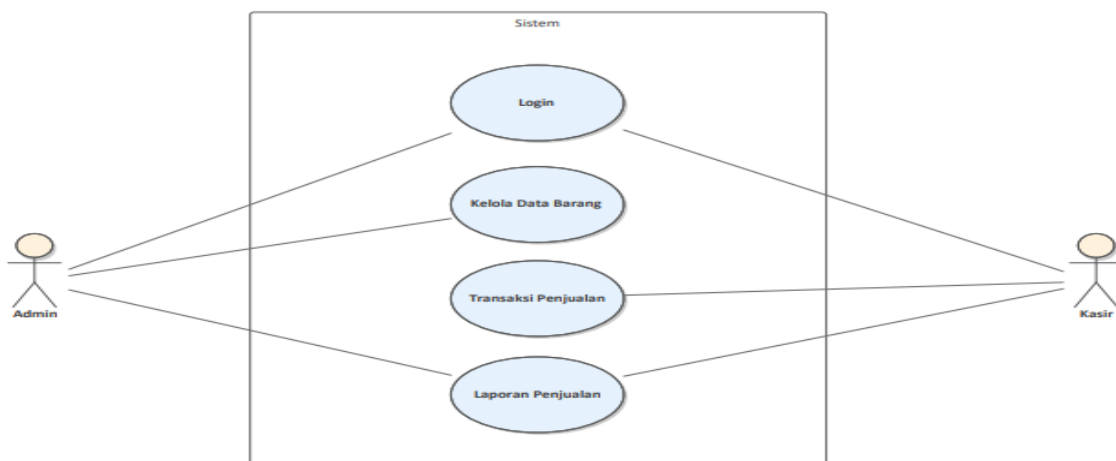 Sistem
Login
Kelola Data Barang
Transaksi Penjualan
Laporan Penjualan
Admin
Kasir